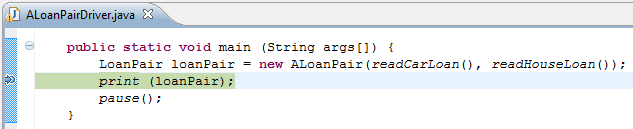 ALoanPairDriver.java
public static void main (String args[]) {
LoanPair loanPair = new ALoanPair(readCarLoan(), readHouseLoan());
print (loanPair);
pause();
}